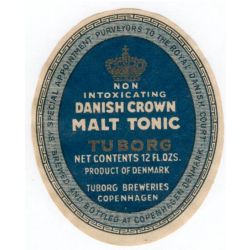 BY SPECIAL APPOINTMENT PURVEYORS TO THE ROYAL DANISH COURT
NON
INTOXICATING
DANISH CROWN
MALT TONIC
TUBORG
NET CONTENTS 12 FL.OZS.
PRODUCT OF DENMARK
TUBORG BREWERIES
COPENHAGEN
BREWED AND BOTTLED AT COPENHAGEN, DENMARK